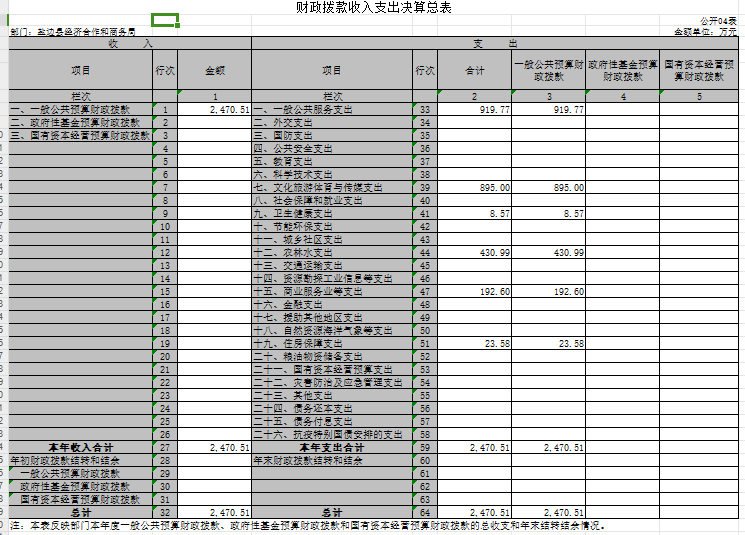 财政拨款收入支出决算总表
公开04表
部门：盐边县经济合作和商务局 金额单位：万元
收 入 支 出
项目 行次 金额 项目 行次 合计 一般公共预算财政拨款 政府性基金预算财政拨款 国有资本经营预算财政拨款
栏次 1 栏次 2 3 4 5
一、一般公共预算财政拨款 1 2,470.51 一、一般公共服务支出 33 919.77 919.77
二、政府性基金预算财政拨款 2 二、外交支出 34
三、国有资本经营预算财政拨款 3 三、国防支出 35
4 四、公共安全支出 36
5 五、教育支出 37
6 六、科学技术支出 38
7 七、文化旅游体育与传媒支出 39 895.00 895.00
8 八、社会保障和就业支出 40
9 九、卫生健康支出 41 8.57 8.57
10 十、节能环保支出 42
11 十一、城乡社区支出 43
12 十二、农林水支出 44 430.99 430.99
13 十三、交通运输支出 45
14 十四、资源勘探工业信息等支出 46
15 十五、商业服务业等支出 47 192.60 192.60
16 十六、金融支出 48
17 十七、援助其他地区支出 49
18 十八、自然资源海洋气象等支出 50
19 十九、住房保障支出 51 23.58 23.58
20 二十、粮油物资储备支出 52
21 二十一、国有资本经营预算支出 53
22 二十二、灾害防治及应急管理支出 54
23 二十三、其他支出 55
24 二十四、债务还本支出 56
25 二十五、债务付息支出 57
26 二十六、抗疫特别国债安排的支出 58
本年收入合计 27 2,470.51 本年支出合计 59 2,470.51 2,470.51
年初财政拨款结转和结余 28 年末财政拨款结转和结余 60
一般公共预算财政拨款 29 61
政府性基金预算财政拨款 30 62
国有资本经营预算财政拨款 31 63
总计 32 2,470.51 总计 64 2,470.51 2,470.51
注：本表反映部门本年度一般公共预算财政拨款、政府性基金预算财政拨款和国有资本经营预算财政拨款的总收支和年末结转结余情况。